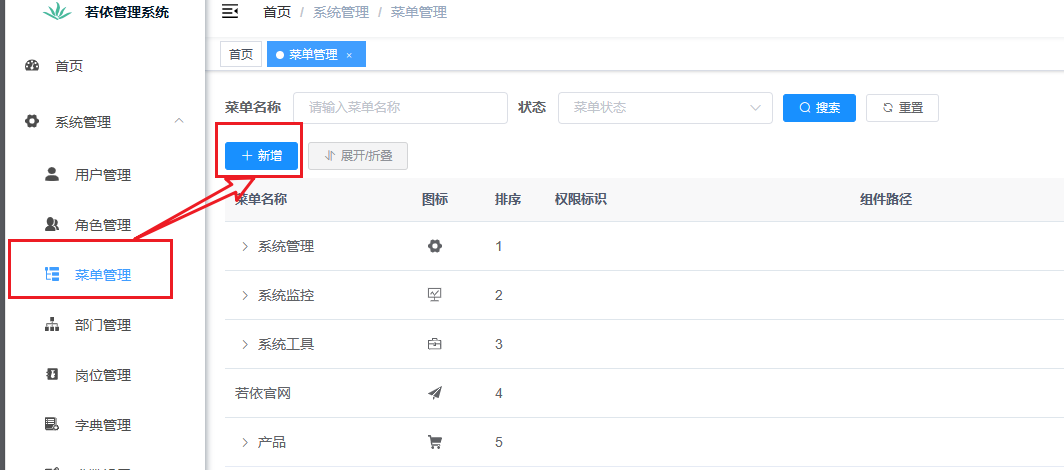 若依管理系统
首页 / 系统管理 / 菜单管理
首页
菜单管理 ×
首页
系统管理
用户管理
角色管理
菜单管理
部门管理
岗位管理
字典管理
菜单名称 请输入菜单名称 状态 菜单状态 搜索 重置
新增 展开/折叠
菜单名称 图标 排序 权限标识 组件路径
系统管理 1
系统监控 2
系统工具 3
若依官网 4
产品 5